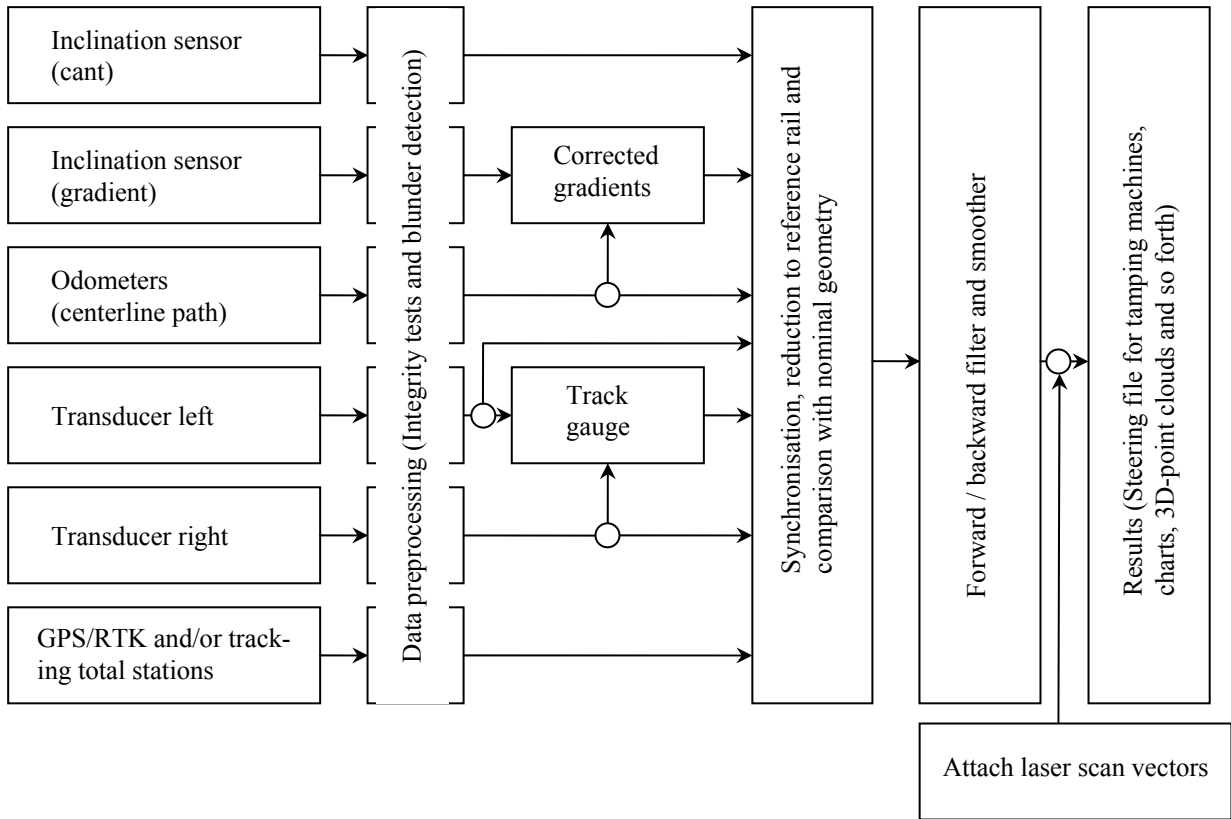 Inclination sensor
(cant)
Inclination sensor
(gradient)
Odometers
(centerline path)
Transducer left
Transducer right
GPS/RTK and/or track-
ing total stations
Data preprocessing (Integrity tests and blunder detection)
Corrected
gradients
Track
gauge
Synchronisation, reduction to reference rail and
comparison with nominal geometry
Forward / backward filter and smoother
Results (Steering file for tamping machines,
charts, 3D-point clouds and so forth)
Attach laser scan vectors